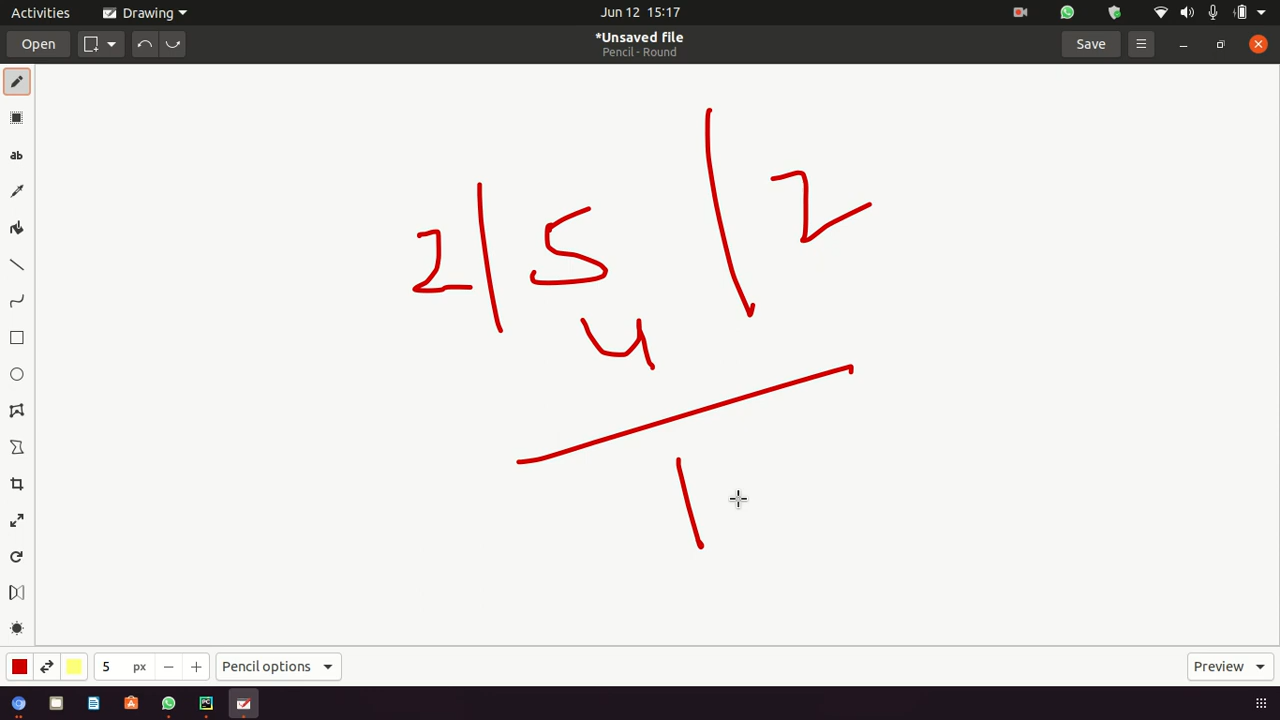 Activities Drawing Jun 12 15:17
Open *Unsaved file Save
Pencil - Round
ab
2 | 5 | 2
4
1
5 px − + Pencil options Preview
PC